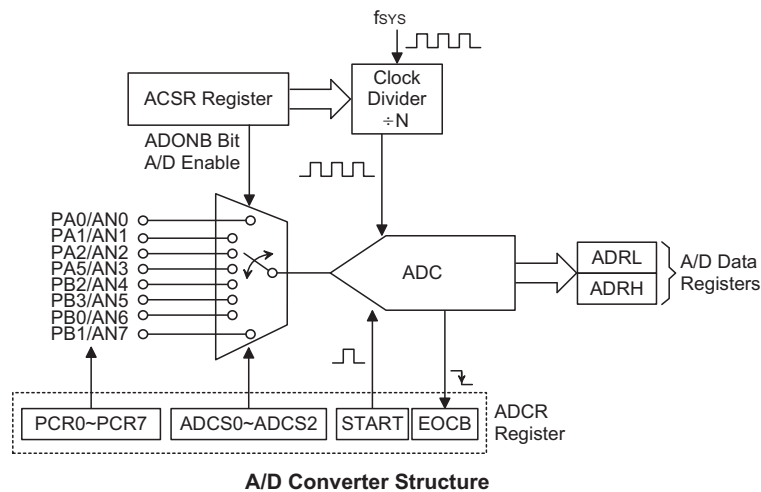 fSYS
ACSR Register
Clock
Divider
÷N
ADONB Bit
A/D Enable
PA0/AN0
PA1/AN1
PA2/AN2
PA5/AN3
PB2/AN4
PB3/AN5
PB0/AN6
PB1/AN7
ADC
ADRL
ADRH
A/D Data
Registers
PCR0~PCR7
ADCS0~ADCS2
START
EOCB
ADCR
Register
A/D Converter Structure